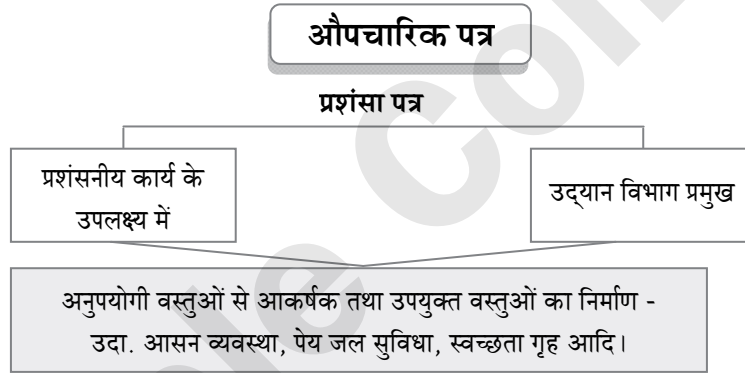 औपचारिक पत्र
प्रशंसा पत्र
प्रशंसनीय कार्य के
उपलक्ष्य में
उद्‌यान विभाग प्रमुख
अनुपयोगी वस्तुओं से आकर्षक तथा उपयुक्त वस्तुओं का निर्माण -
उदा. आसन व्यवस्था, पेय जल सुविधा, स्वच्छता गृह आदि।